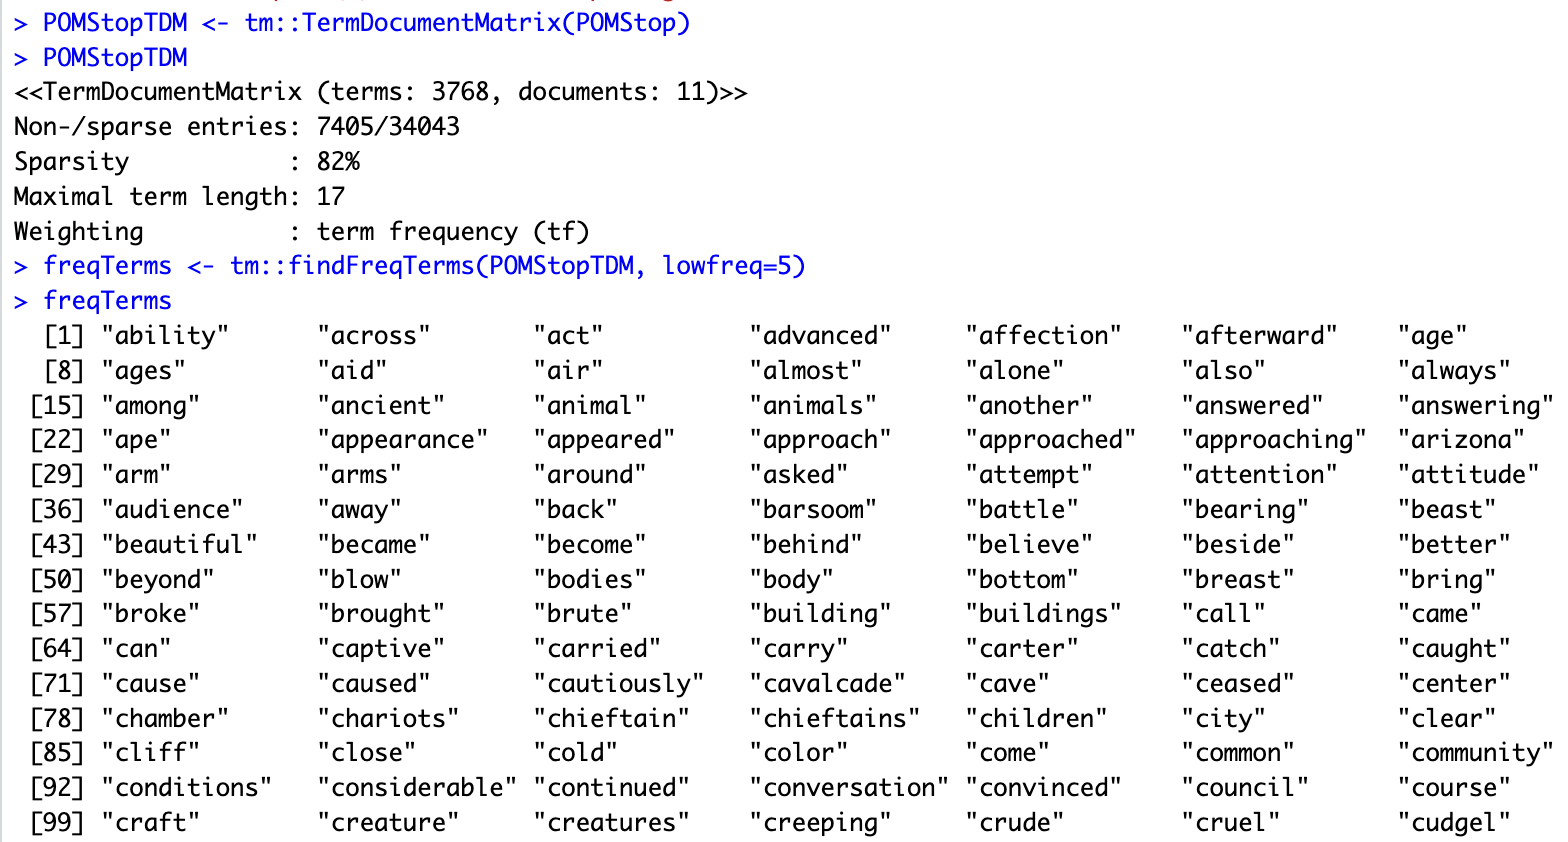 > POMStopTDM <- tm::TermDocumentMatrix(POMStop)
> POMStopTDM
<<TermDocumentMatrix (terms: 3768, documents: 11)>>
Non-/sparse entries: 7405/34043
Sparsity           : 82%
Maximal term length: 17
Weighting          : term frequency (tf)
> freqTerms <- tm::findFreqTerms(POMStopTDM, lowfreq=5)
> freqTerms
  [1] "ability"      "across"       "act"          "advanced"     "affection"    "afterward"    "age"
  [8] "ages"         "aid"          "air"          "almost"       "alone"        "also"         "always"
 [15] "among"        "ancient"      "animal"       "animals"      "another"      "answered"     "answering"
 [22] "ape"          "appearance"   "appeared"     "approach"     "approached"   "approaching"  "arizona"
 [29] "arm"          "arms"         "around"       "asked"        "attempt"      "attention"    "attitude"
 [36] "audience"     "away"         "back"         "barsoom"      "battle"       "bearing"      "beast"
 [43] "beautiful"    "became"       "become"       "behind"       "believe"      "beside"       "better"
 [50] "beyond"       "blow"         "bodies"       "body"         "bottom"       "breast"       "bring"
 [57] "broke"        "brought"      "brute"        "building"     "buildings"    "call"         "came"
 [64] "can"          "captive"      "carried"      "carry"        "carter"       "catch"        "caught"
 [71] "cause"        "caused"       "cautiously"   "cavalcade"    "cave"         "ceased"       "center"
 [78] "chamber"      "chariots"     "chieftain"    "chieftains"   "children"     "city"         "clear"
 [85] "cliff"        "close"        "cold"         "color"        "come"         "common"       "community"
 [92] "conditions"   "considerable" "continued"    "conversation" "convinced"    "council"      "course"
 [99] "craft"        "creature"     "creatures"    "creeping"     "crude"        "cruel"        "cudgel"